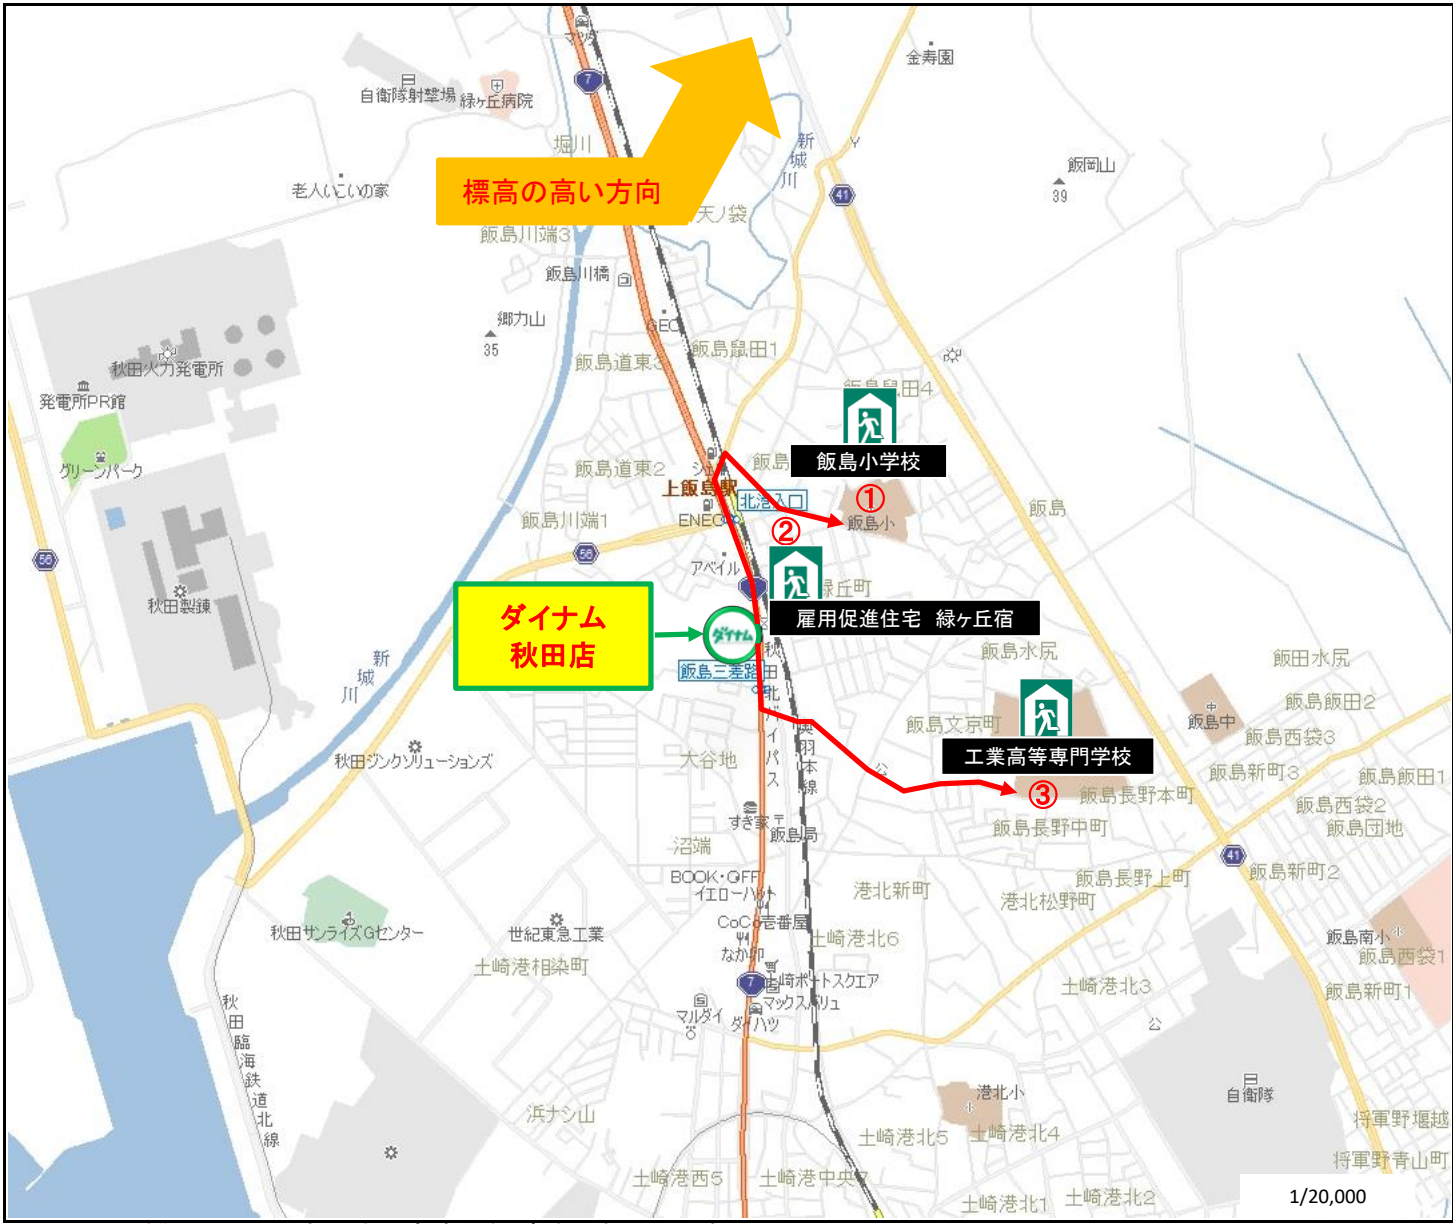 マツダ
7
金寿園
自衛隊射撃場
緑ヶ丘病院
堀川
新城川
飯岡山
39
標高の高い方向
老人いこいの家
41
天ノ袋
飯島川端3
飯島川橋
郷力山
35
GEO
飯島道東3
飯島鼠田1
秋田火力発電所
発電所PR館
飯島鼠田4
グリーンパーク
飯島道東2
飯島小学校
上飯島駅
北港入口
①
飯島
飯島川端1
ENEOS
②
飯島小
56
56
アベイル
緑丘町
秋田製錬
ダイナム
秋田店
ダイナム
雇用促進住宅 緑ヶ丘宿
飯島三差路
飯島水尻
飯田水尻
新城川
秋田北バイパス
飯島文京町
飯島中
飯島飯田2
飯島西袋3
奥羽本線
秋田ジンクソリューションズ
大谷地
公
工業高等専門学校
飯島新町3
飯島飯田1
③
飯島長野本町
飯島西袋2
すき家
飯島局
飯島長野中町
飯島団地
沼端
41
飯島新町2
BOOK・OFF
イエローハット
港北新町
飯島長野上町
港北松野町
CoCo壱番屋
秋田サンライズGセンター
世紀東急工業
なか卯
土崎港北6
飯島南小
飯島西袋1
土崎港相染町
7
土崎ポートスクエア
マックスバリュ
土崎港北3
飯島新町1
マルダイ
ダイハツ
公
秋田臨海鉄道北線
港北小
自衛隊
浜ナシ山
土崎港北5
土崎港北4
将軍野堰越
将軍野青山町
土崎港西5
土崎港中央7
土崎港北1
土崎港北2
1/20,000